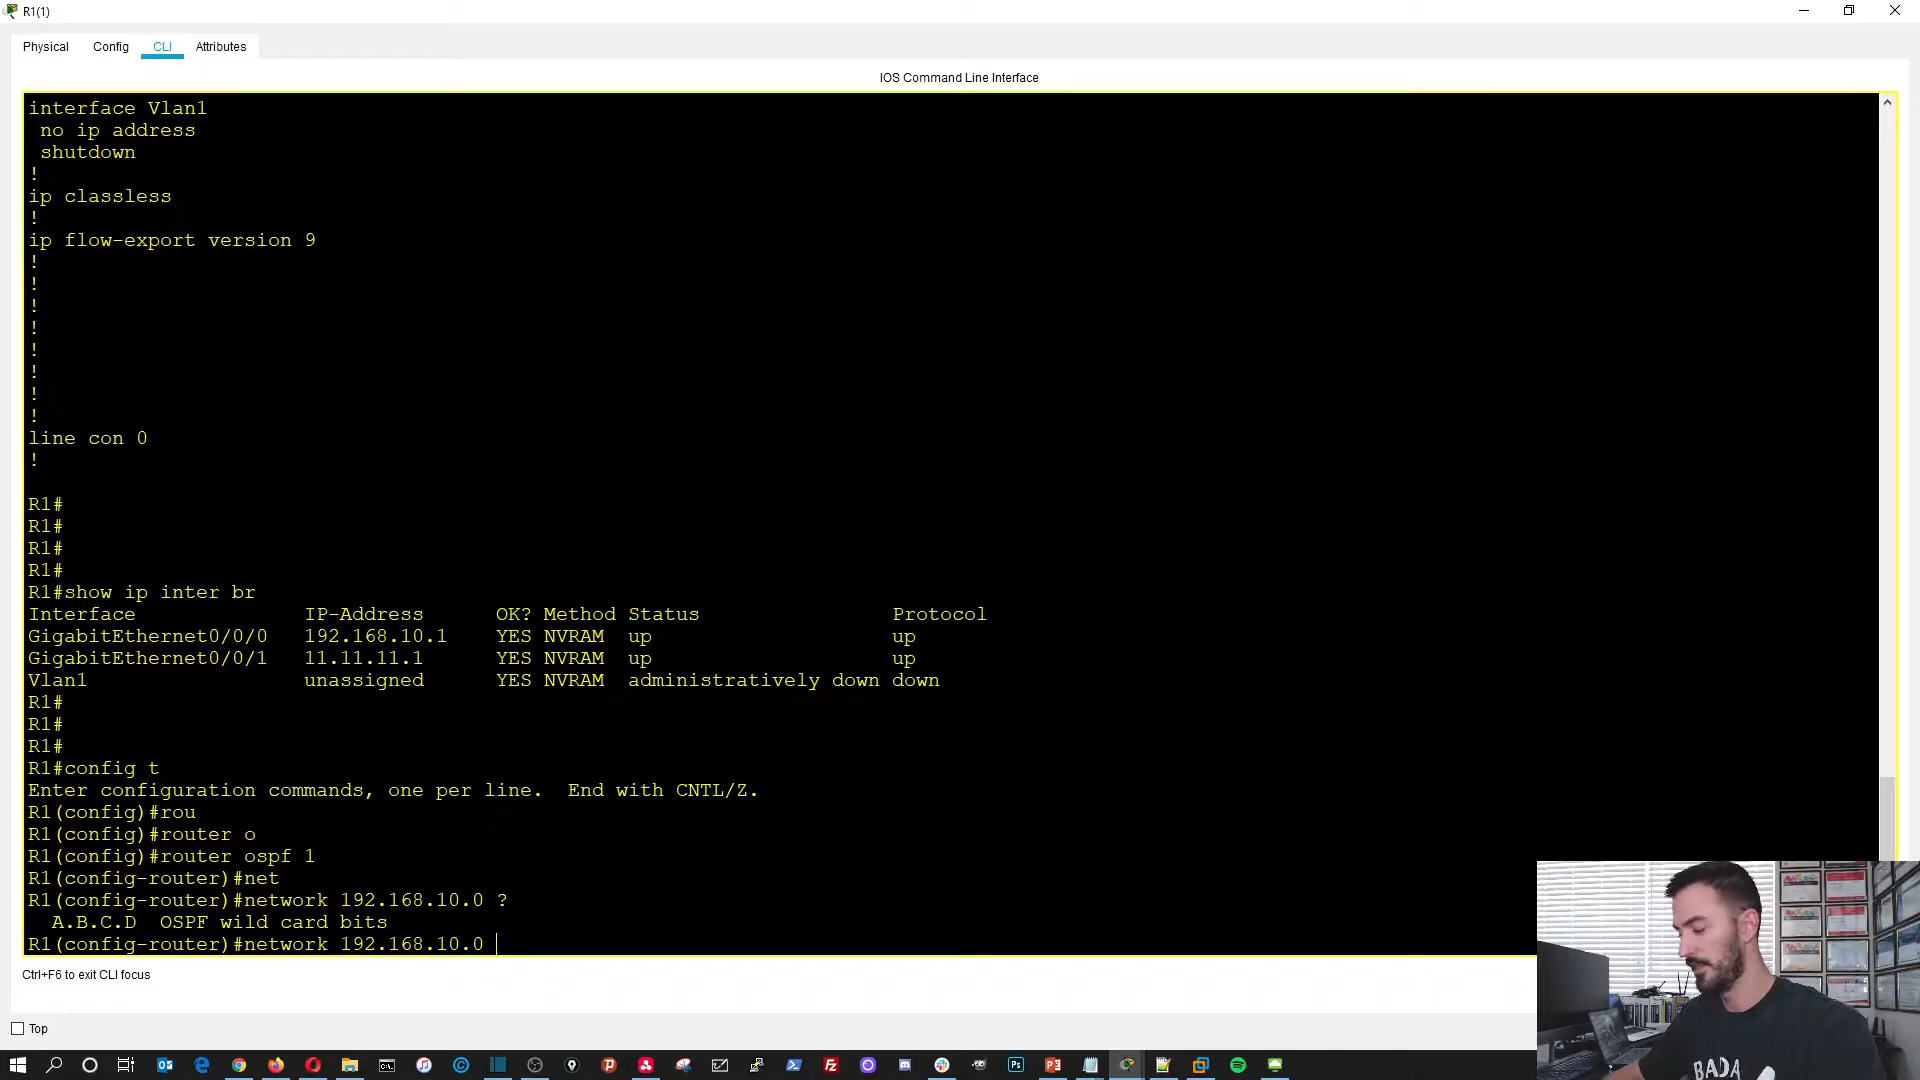 R1(1)
Physical Config CLI Attributes
IOS Command Line Interface
interface Vlan1
 no ip address
 shutdown
!
ip classless
!
ip flow-export version 9
!
!
!
!
!
!
!
!
line con 0
!
R1#
R1#
R1#
R1#
R1#show ip inter br
Interface IP-Address OK? Method Status Protocol
GigabitEthernet0/0/0 192.168.10.1 YES NVRAM up up
GigabitEthernet0/0/1 11.11.11.1 YES NVRAM up up
Vlan1 unassigned YES NVRAM administratively down down
R1#
R1#
R1#
R1#config t
Enter configuration commands, one per line.  End with CNTL/Z.
R1(config)#rou
R1(config)#router o
R1(config)#router ospf 1
R1(config-router)#net
R1(config-router)#network 192.168.10.0 ?
  A.B.C.D  OSPF wild card bits
R1(config-router)#network 192.168.10.0
Ctrl+F6 to exit CLI focus
Top
BADA